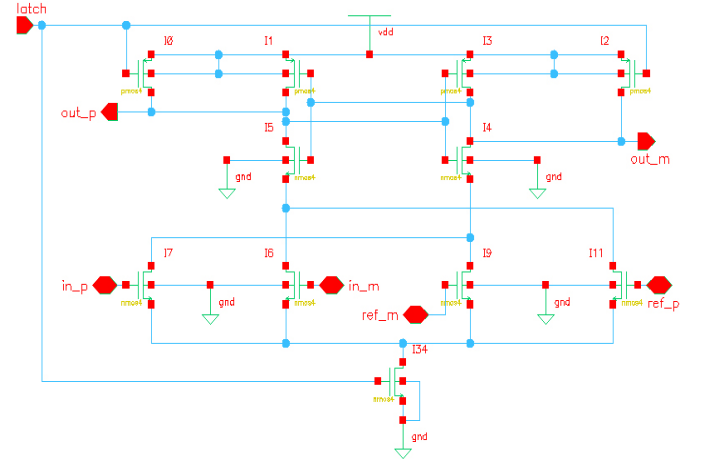 latch
vdd
I0 I1 I3 I2
pmos4 pmos4 pmos4 pmos4
out_p
I5 I4
out_m
gnd nmos4 nmos4 gnd
I7 I6 I9 I11
in_p in_m
nmos4 gnd nmos4 nmos4 gnd nmos4
ref_m ref_p
I34
nmos4
gnd